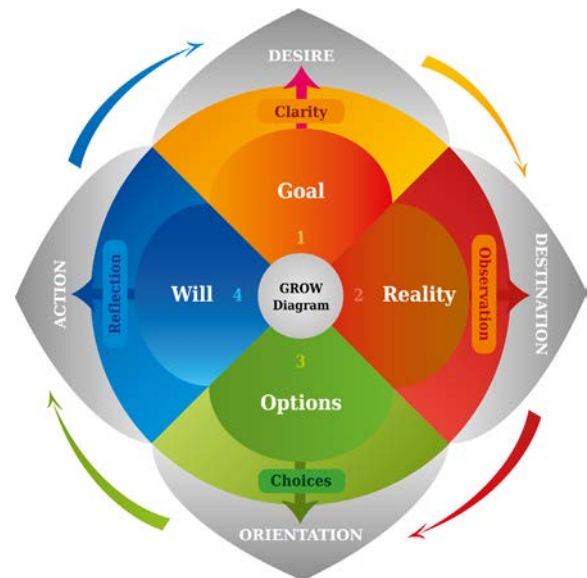 DESIRE
Clarity
Goal
1
GROW
Diagram
2
Reality
Observation
DESTINATION
3
Options
Choices
ORIENTATION
4
Will
Reflection
ACTION